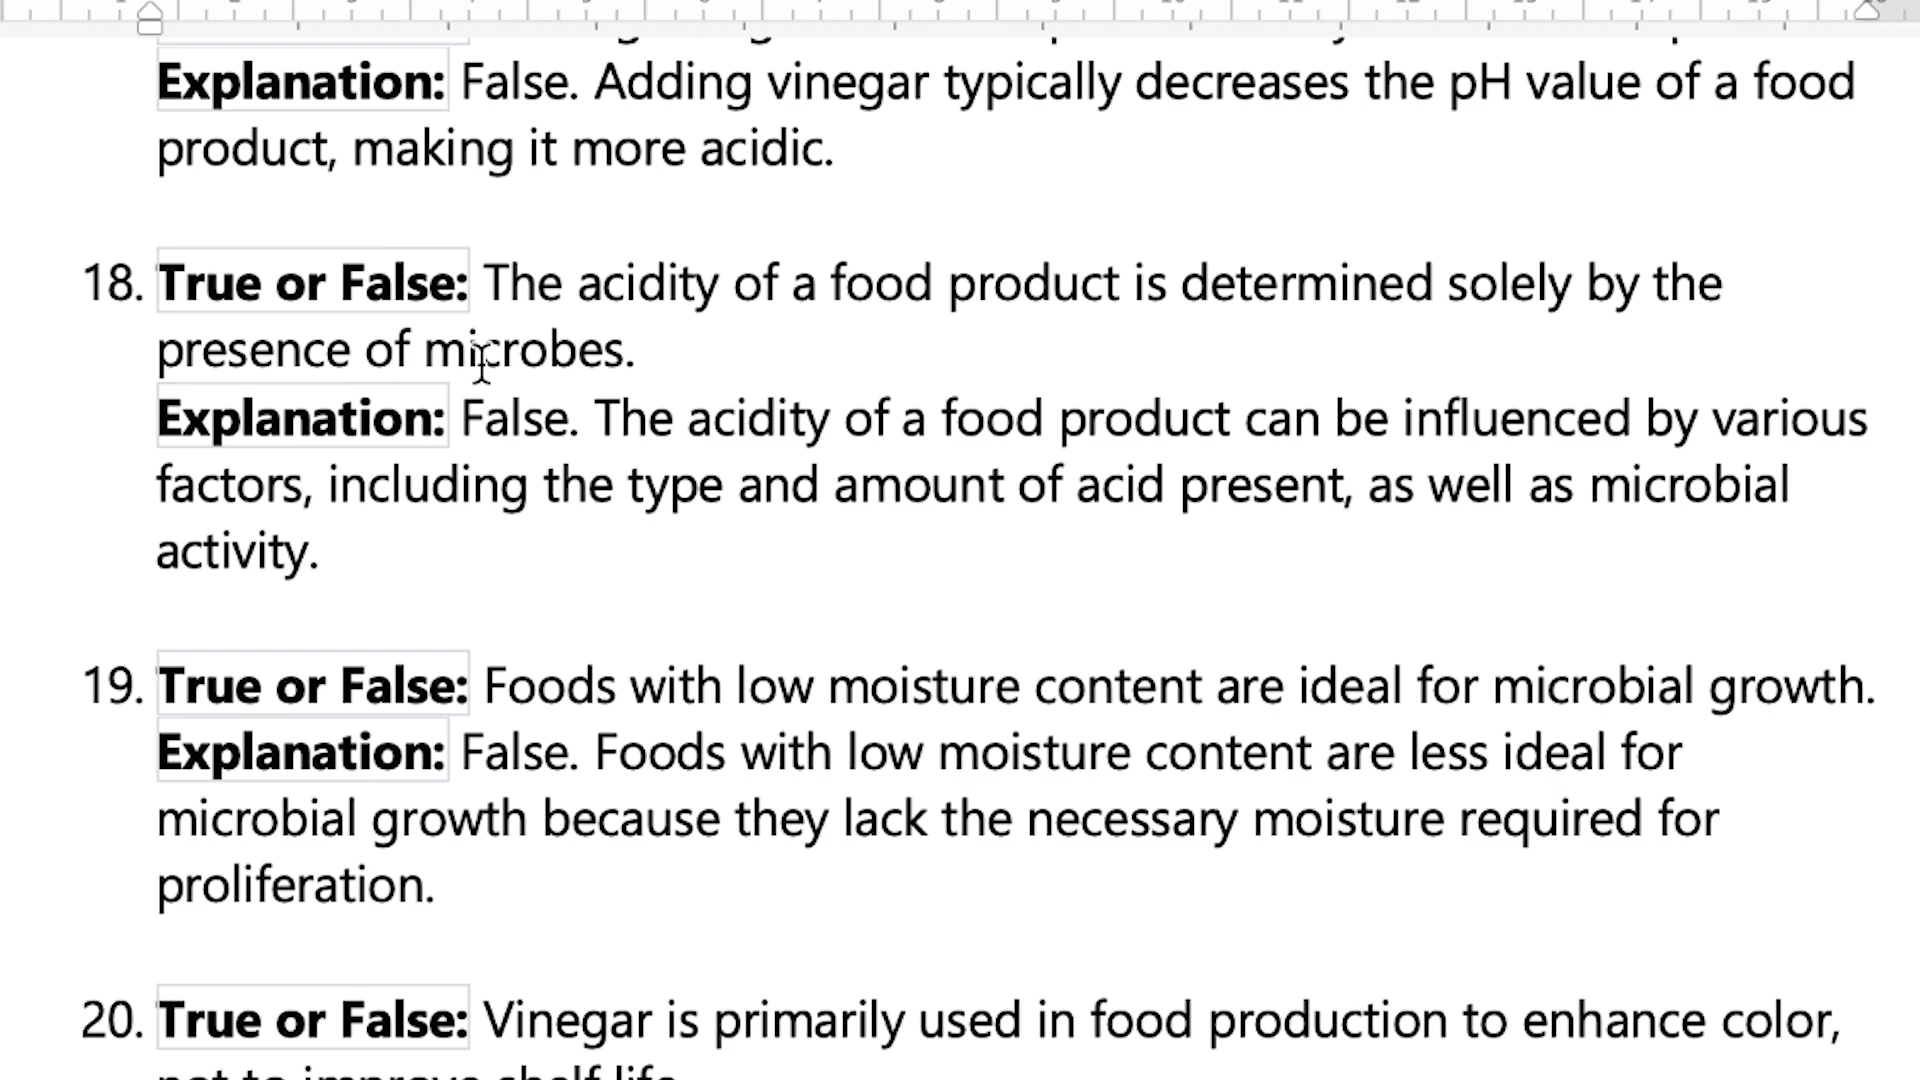 Explanation: False. Adding vinegar typically decreases the pH value of a food
product, making it more acidic.
18. True or False: The acidity of a food product is determined solely by the
presence of microbes.
Explanation: False. The acidity of a food product can be influenced by various
factors, including the type and amount of acid present, as well as microbial
activity.
19. True or False: Foods with low moisture content are ideal for microbial growth.
Explanation: False. Foods with low moisture content are less ideal for
microbial growth because they lack the necessary moisture required for
proliferation.
20. True or False: Vinegar is primarily used in food production to enhance color,
not to improve shelf life.